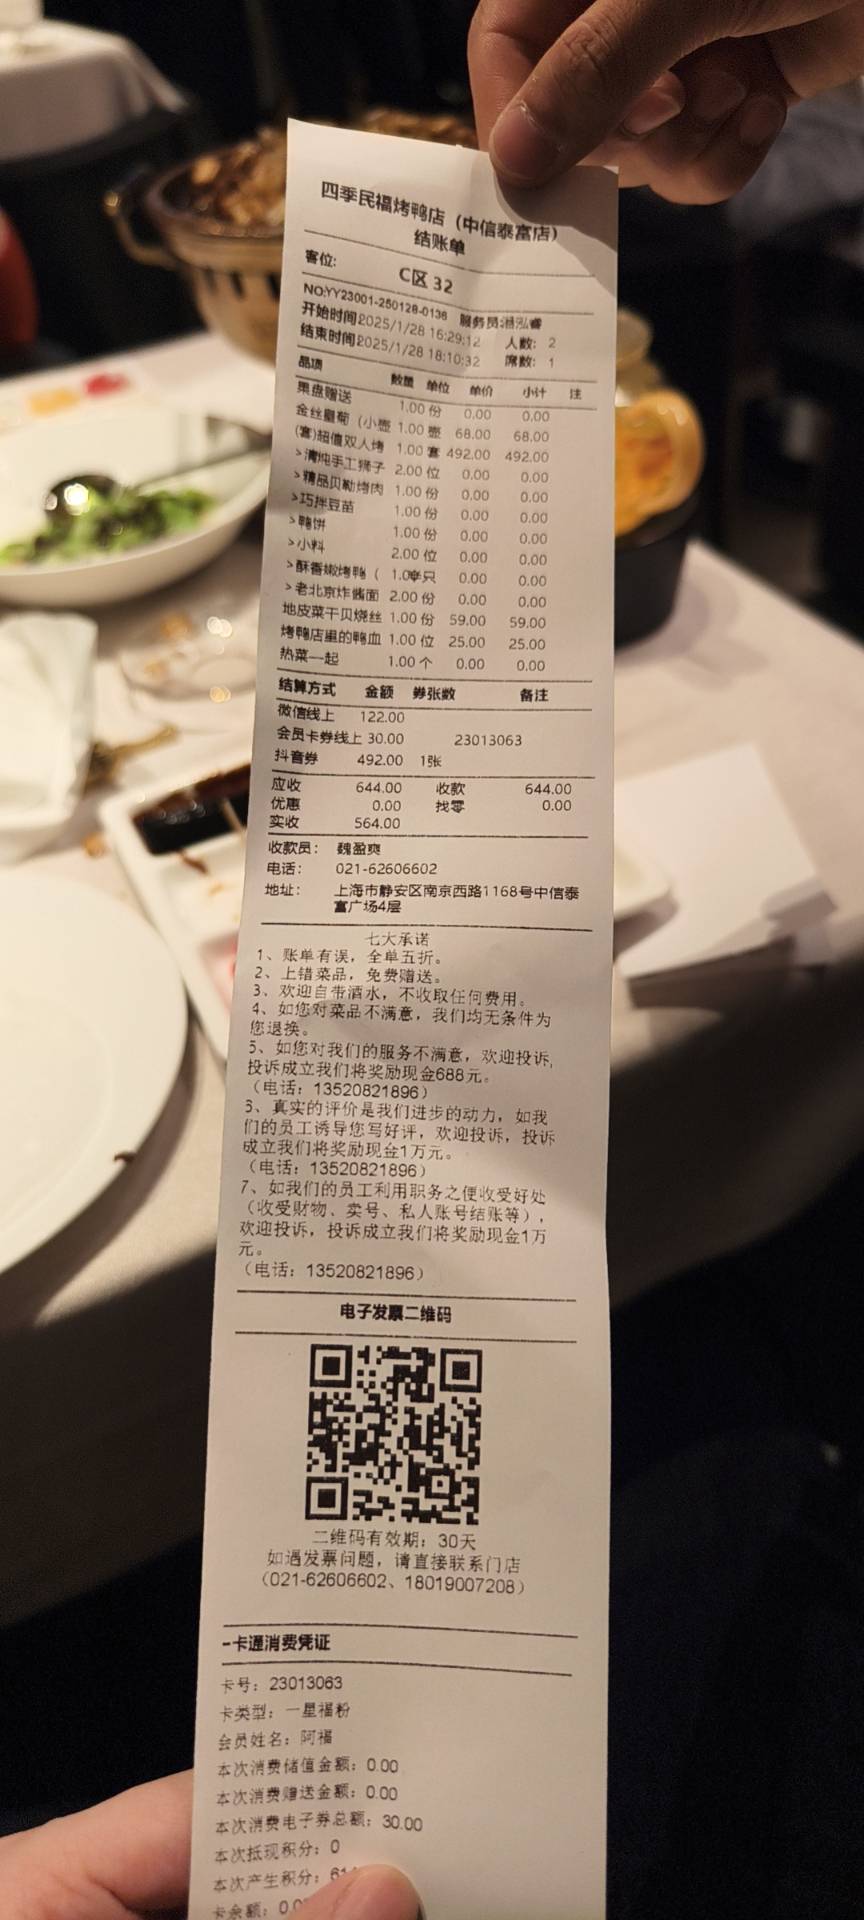 四季民福烤鸭店（中信泰富店）
结账单
客位: C区 32
NO:YY23001-250128-0138 服务员:泓睿
开始时间:2025/1/28 16:29:12 人数: 2
结束时间:2025/1/28 18:10:32 席数: 1
品项 数量 单位 单价 小计 注
果盘赠送 1.00 份 0.00 0.00
金丝皇菊（小壶 1.00 壶 68.00 68.00
(套)超值双人烤 1.00 套 492.00 492.00
>清炖手工狮子 2.00 位 0.00 0.00
>精品贝勒烤肉 1.00 份 0.00 0.00
>巧拌豆苗 1.00 份 0.00 0.00
>鸭饼 1.00 份 0.00 0.00
>小料 2.00 位 0.00 0.00
>酥香嫩烤鸭（ 1.0 只 0.00 0.00
>老北京炸酱面 2.00 份 0.00 0.00
地皮菜干贝烧丝 1.00 份 59.00 59.00
烤鸭店里的鸭血 1.00 位 25.00 25.00
热菜一起 1.00 个 0.00 0.00
结算方式 金额 券张数 备注
微信线上 122.00
会员卡券线上 30.00 23013063
抖音券 492.00 1张
应收 644.00 收款 644.00
优惠 0.00 找零 0.00
实收 564.00
收款员: 魏盈爽
电话: 021-62606602
地址: 上海市静安区南京西路1168号中信泰
富广场4层
七大承诺
1、账单有误，全单五折。
2、上错菜品，免费赠送。
3、欢迎自带酒水，不收取任何费用。
4、如您对菜品不满意，我们均无条件为
您退换。
5、如您对我们的服务不满意，欢迎投诉，
投诉成立我们将奖励现金688元。
（电话：13520821896）
6、真实的评价是我们进步的动力，如我
们的员工诱导您写好评，欢迎投诉，投诉
成立我们将奖励现金1万元。
（电话：13520821896）
7、如我们的员工利用职务之便收受好处
（收受财物、卖号、私人账号结账等），
欢迎投诉，投诉成立我们将奖励现金1万
元。
（电话：13520821896）
电子发票二维码
二维码有效期：30天
如遇发票问题，请直接联系门店
（021-62606602、18019007208）
-卡通消费凭证
卡号：23013063
卡类型：一星福粉
会员姓名：阿福
本次消费储值金额：0.00
本次消费赠送金额：0.00
本次消费电子券总额：30.00
本次抵现积分：0
本次产生积分：
卡余额：